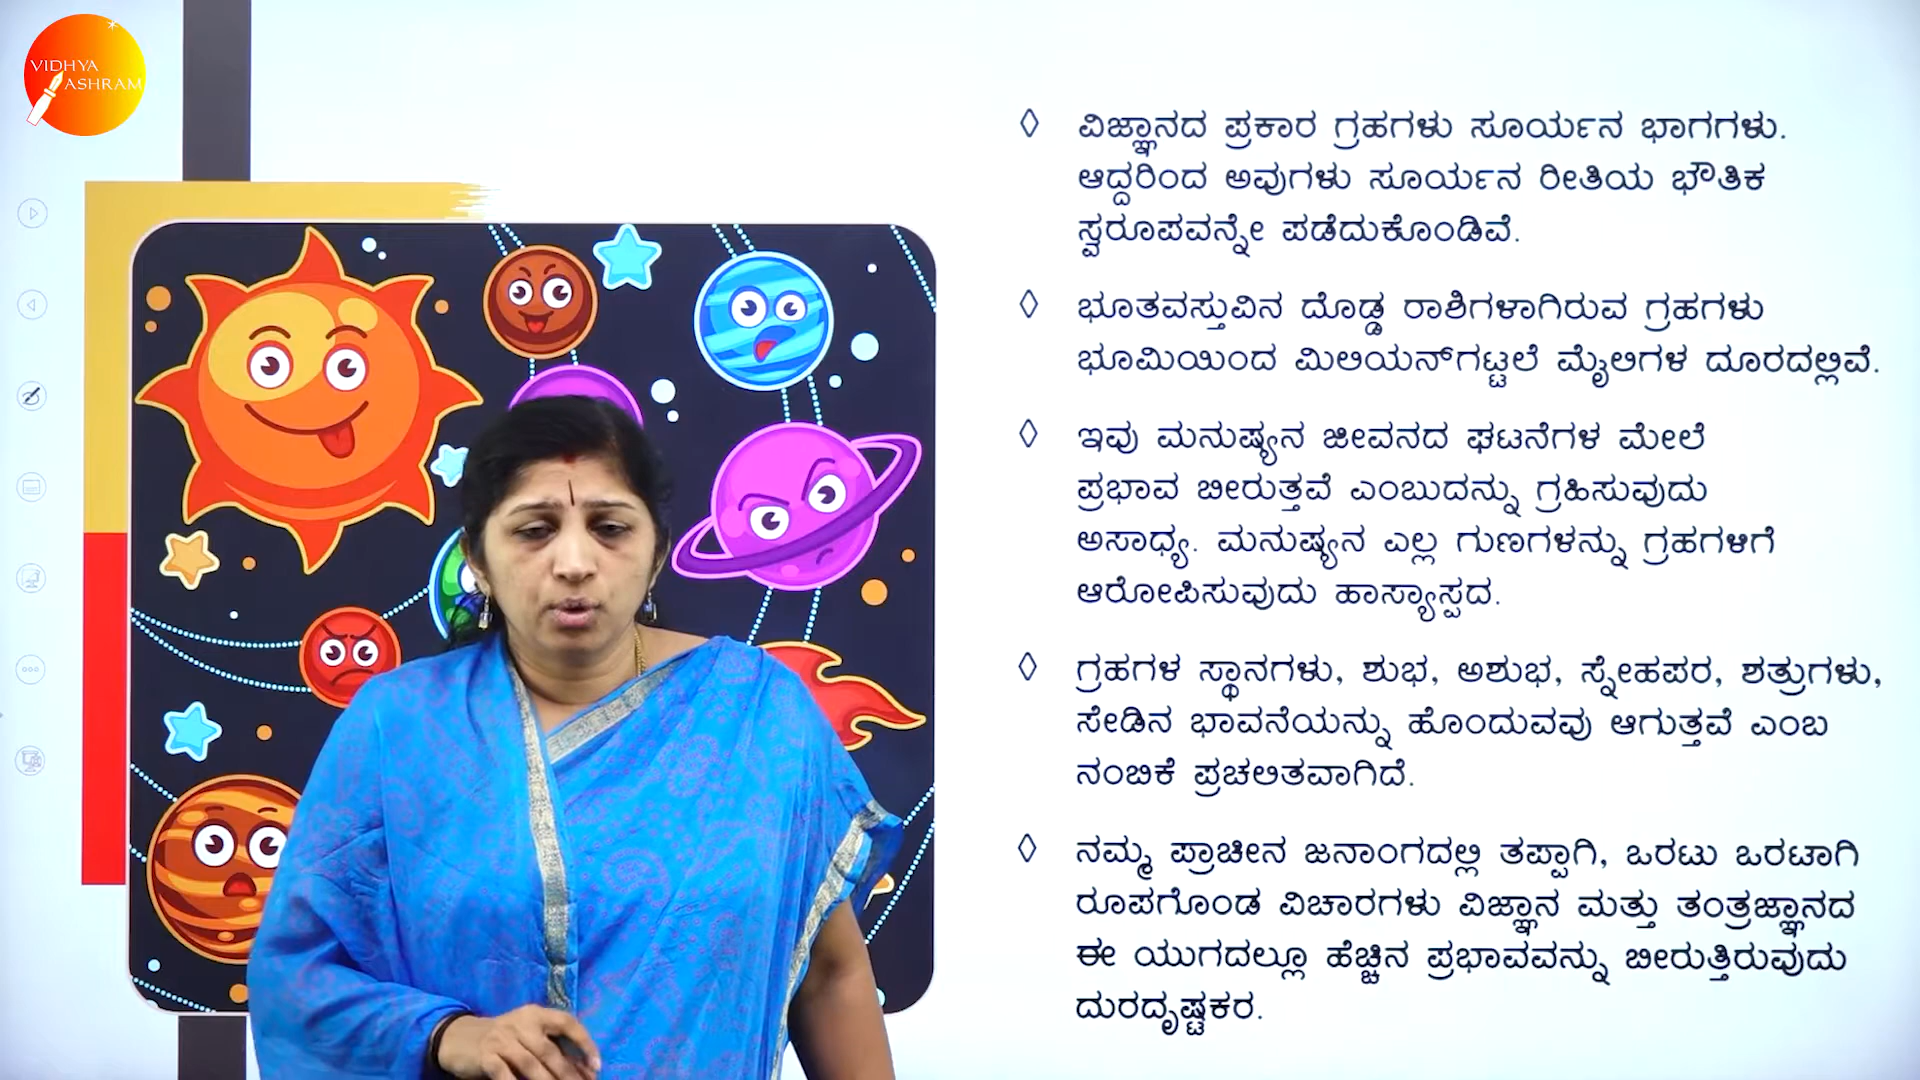 VIDHYA
ASHRAM
◊ ವಿಜ್ಞಾನದ ಪ್ರಕಾರ ಗ್ರಹಗಳು ಸೂರ್ಯನ ಭಾಗಗಳು.
ಆದ್ದರಿಂದ ಅವುಗಳು ಸೂರ್ಯನ ರೀತಿಯ ಭೌತಿಕ
ಸ್ವರೂಪವನ್ನೇ ಪಡೆದುಕೊಂಡಿವೆ.
◊ ಭೂತವಸ್ತುವಿನ ದೊಡ್ಡ ರಾಶಿಗಳಾಗಿರುವ ಗ್ರಹಗಳು
ಭೂಮಿಯಿಂದ ಮಿಲಿಯನ್‌ಗಟ್ಟಲೆ ಮೈಲಿಗಳ ದೂರದಲ್ಲಿವೆ.
◊ ಇವು ಮನುಷ್ಯನ ಜೀವನದ ಘಟನೆಗಳ ಮೇಲೆ
ಪ್ರಭಾವ ಬೀರುತ್ತವೆ ಎಂಬುದನ್ನು ಗ್ರಹಿಸುವುದು
ಅಸಾಧ್ಯ. ಮನುಷ್ಯನ ಎಲ್ಲ ಗುಣಗಳನ್ನು ಗ್ರಹಗಳಿಗೆ
ಆರೋಪಿಸುವುದು ಹಾಸ್ಯಾಸ್ಪದ.
◊ ಗ್ರಹಗಳ ಸ್ಥಾನಗಳು, ಶುಭ, ಅಶುಭ, ಸ್ನೇಹಪರ, ಶತ್ರುಗಳು,
ಸೇಡಿನ ಭಾವನೆಯನ್ನು ಹೊಂದುವವು ಆಗುತ್ತವೆ ಎಂಬ
ನಂಬಿಕೆ ಪ್ರಚಲಿತವಾಗಿದೆ.
◊ ನಮ್ಮ ಪ್ರಾಚೀನ ಜನಾಂಗದಲ್ಲಿ ತಪ್ಪಾಗಿ, ಒರಟು ಒರಟಾಗಿ
ರೂಪಗೊಂಡ ವಿಚಾರಗಳು ವಿಜ್ಞಾನ ಮತ್ತು ತಂತ್ರಜ್ಞಾನದ
ಈ ಯುಗದಲ್ಲೂ ಹೆಚ್ಚಿನ ಪ್ರಭಾವವನ್ನು ಬೀರುತ್ತಿರುವುದು
ದುರದೃಷ್ಟಕರ.